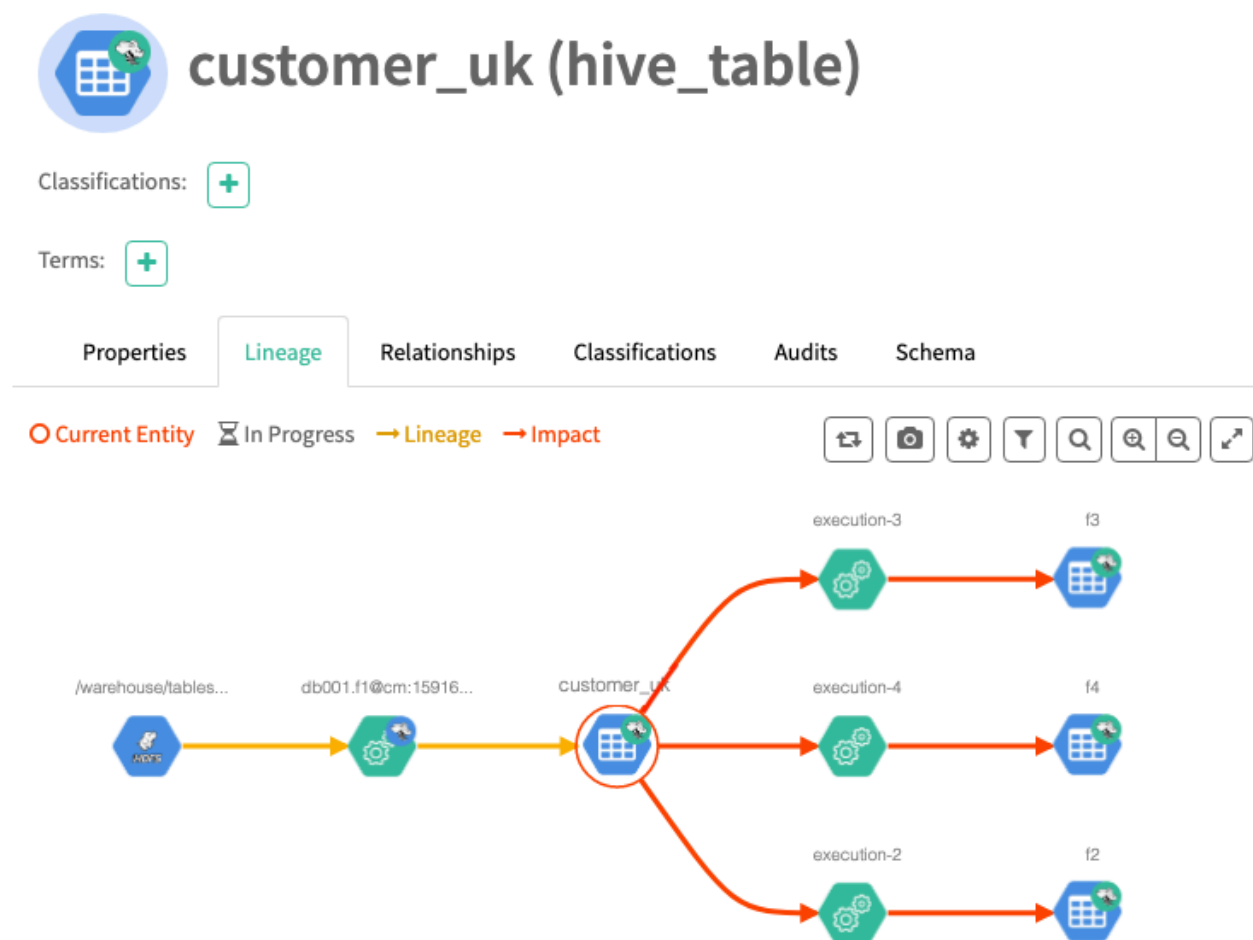 customer_uk (hive_table)
Classifications:
Terms:
Properties Lineage Relationships Classifications Audits Schema
Current Entity In Progress Lineage Impact
execution-3 f3
/warehouse/tables... db001.f1@cm:15916... customer_uk execution-4 f4
HDFS
execution-2 f2